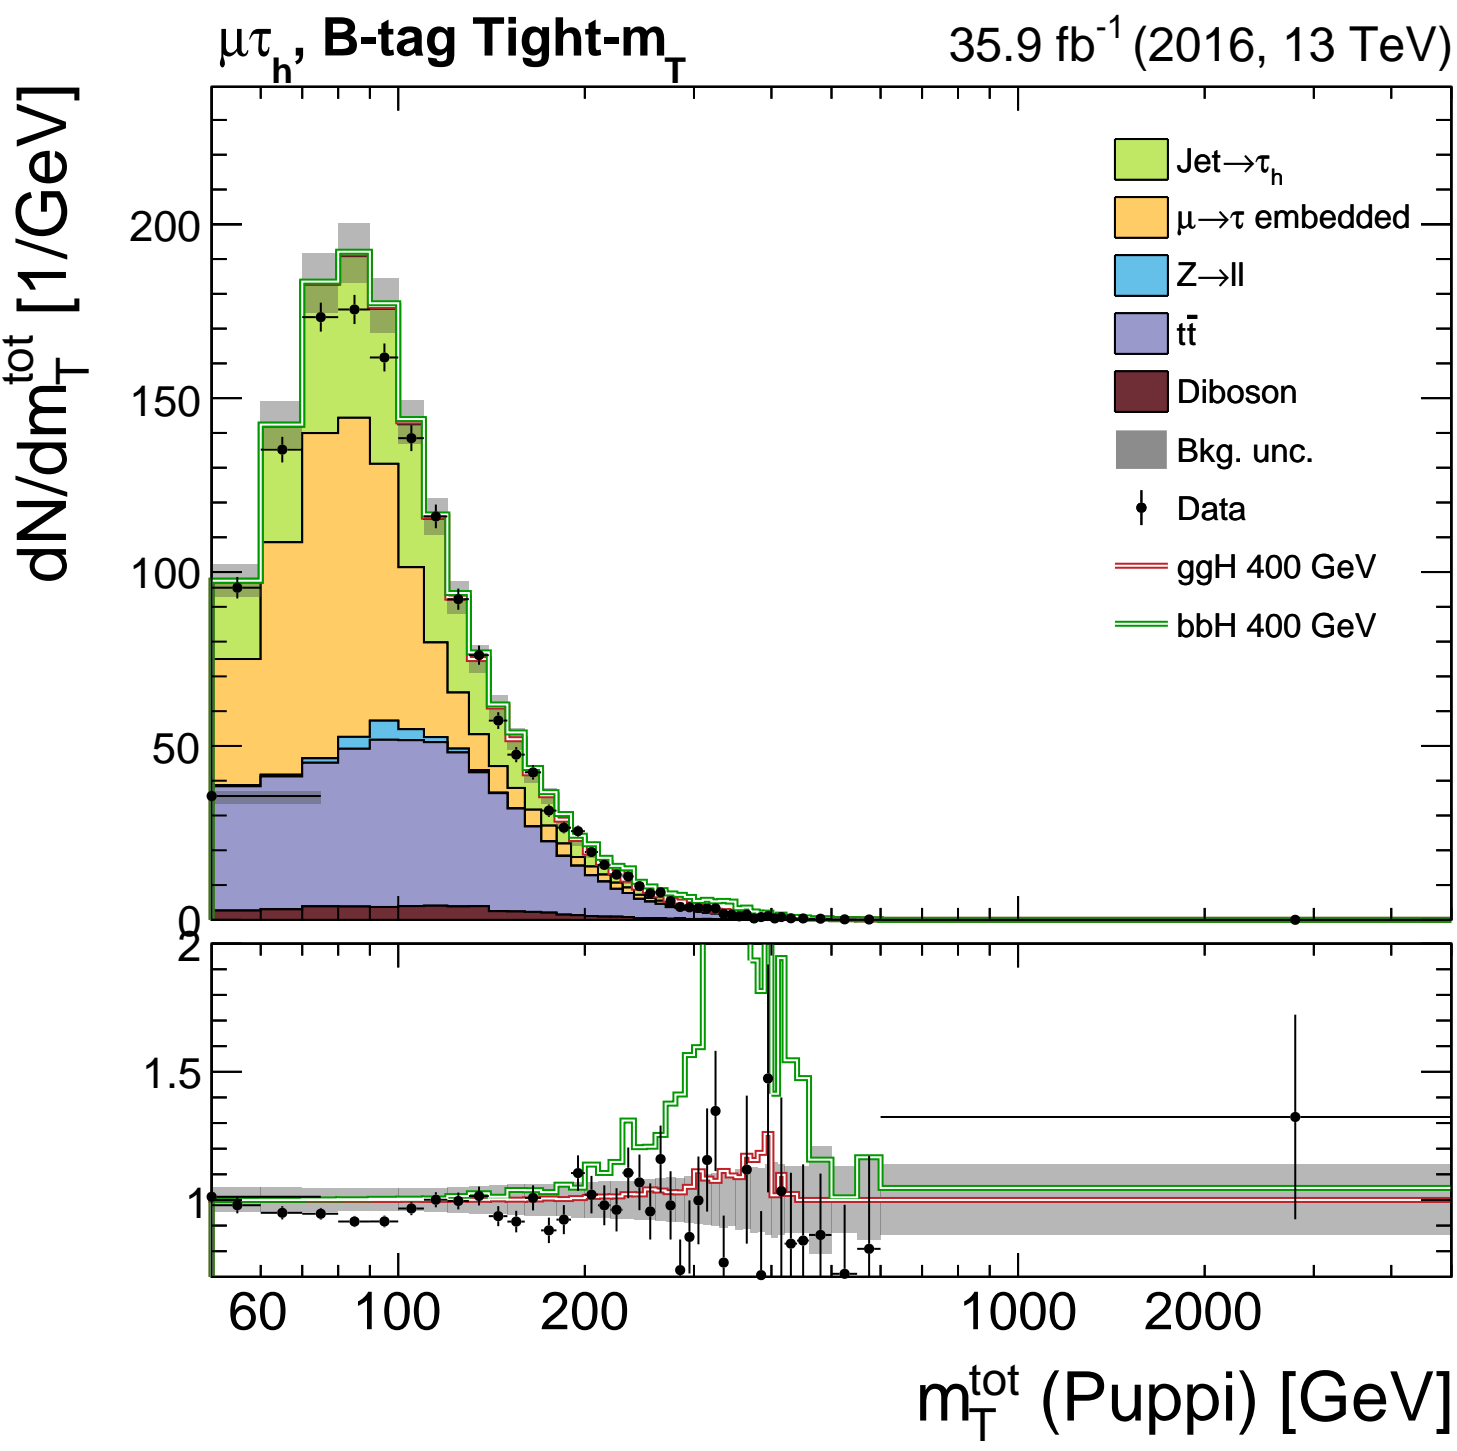 μτh, B-tag Tight-mT
35.9 fb-1 (2016, 13 TeV)
dN/dmTtot [1/GeV]
200
150
100
50
0
Jet→τh
μ→τ embedded
Z→ll
tt̄
Diboson
Bkg. unc.
Data
ggH 400 GeV
bbH 400 GeV
2
1.5
1
60 100 200 1000 2000
mTtot (Puppi) [GeV]